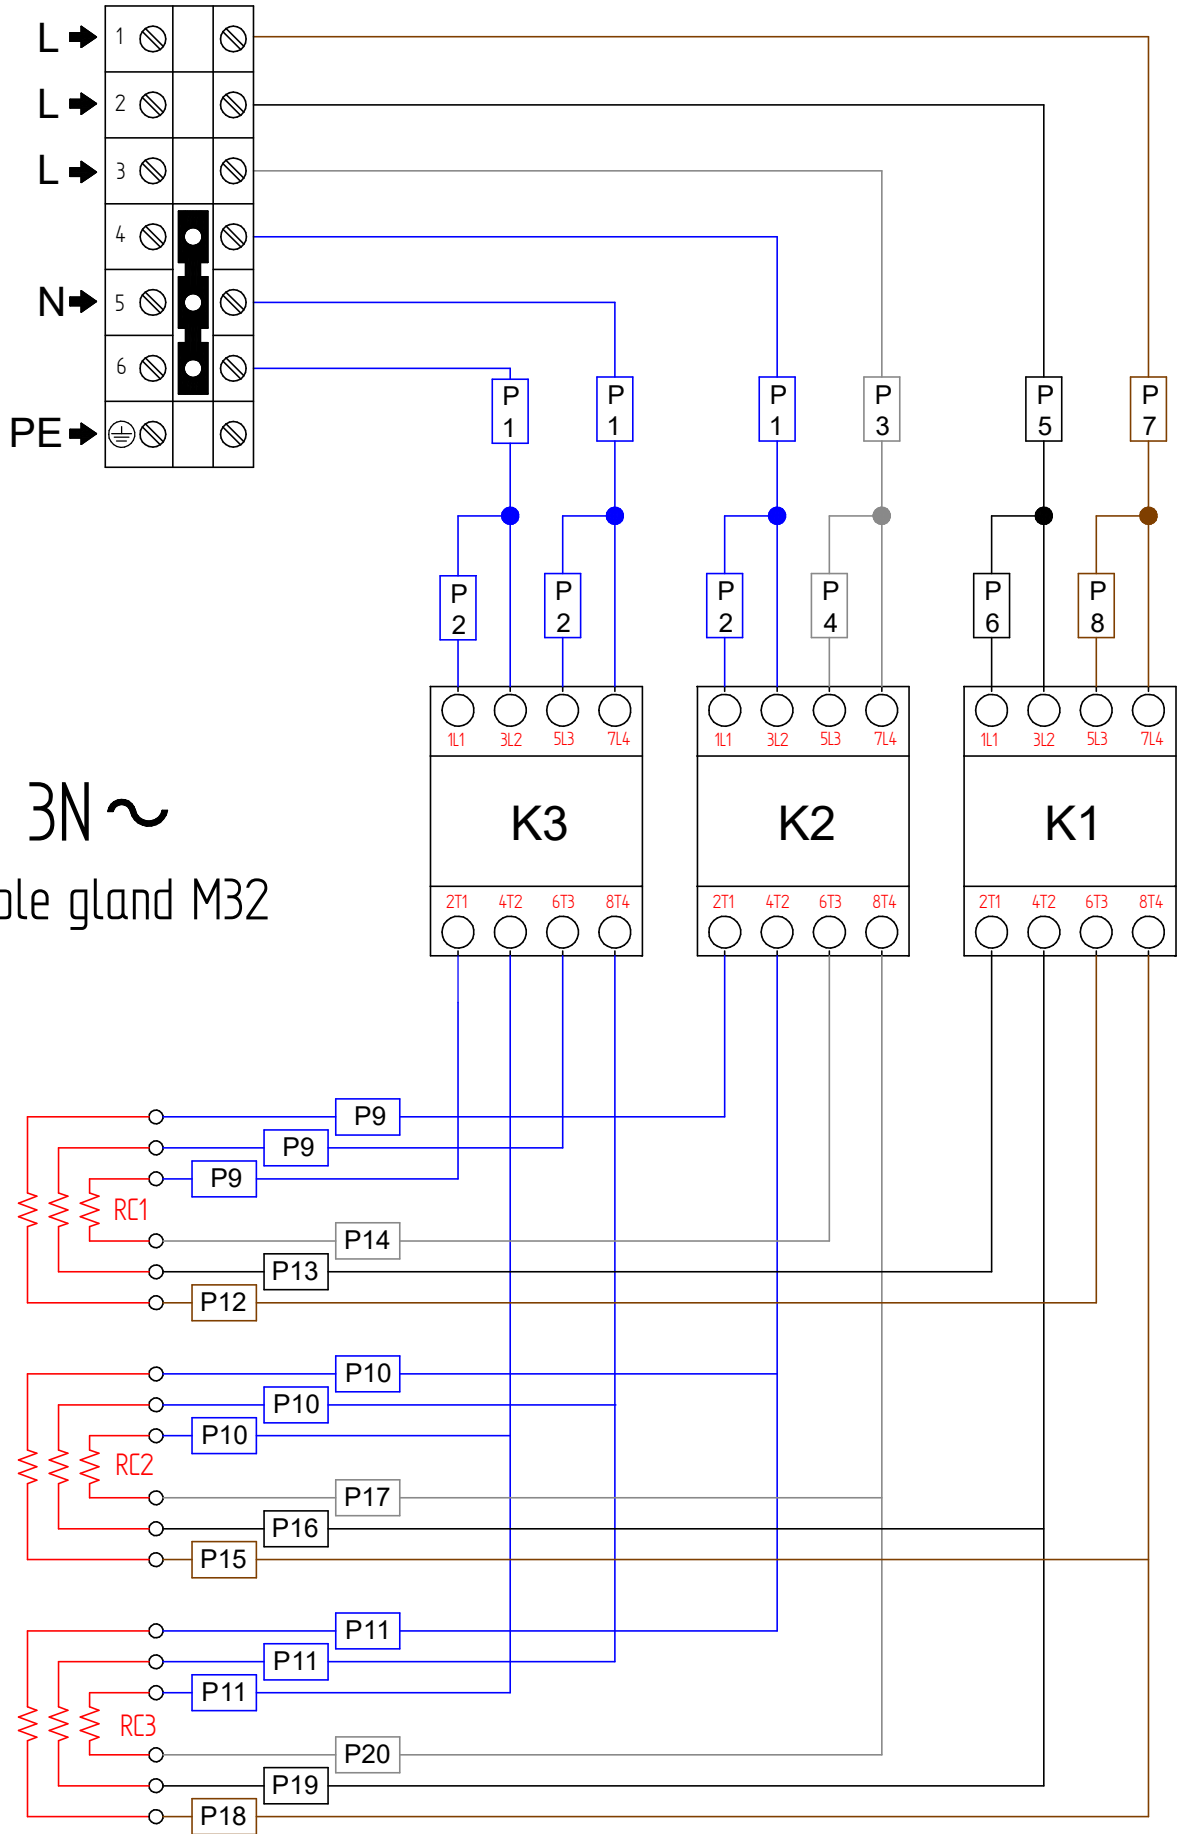 L 1
L 2
L 3
4
N 5
6
PE
P 1
P 1
P 1
P 3
P 5
P 7
P 2
P 2
P 2
P 4
P 6
P 8
1L1 3L2 5L3 7L4
1L1 3L2 5L3 7L4
1L1 3L2 5L3 7L4
K3 K2 K1
3N ~
ble gland M32
2T1 4T2 6T3 8T4
2T1 4T2 6T3 8T4
2T1 4T2 6T3 8T4
P9
P9
P9
RC1
P14
P13
P12
P10
P10
P10
RC2
P17
P16
P15
P11
P11
P11
RC3
P20
P19
P18